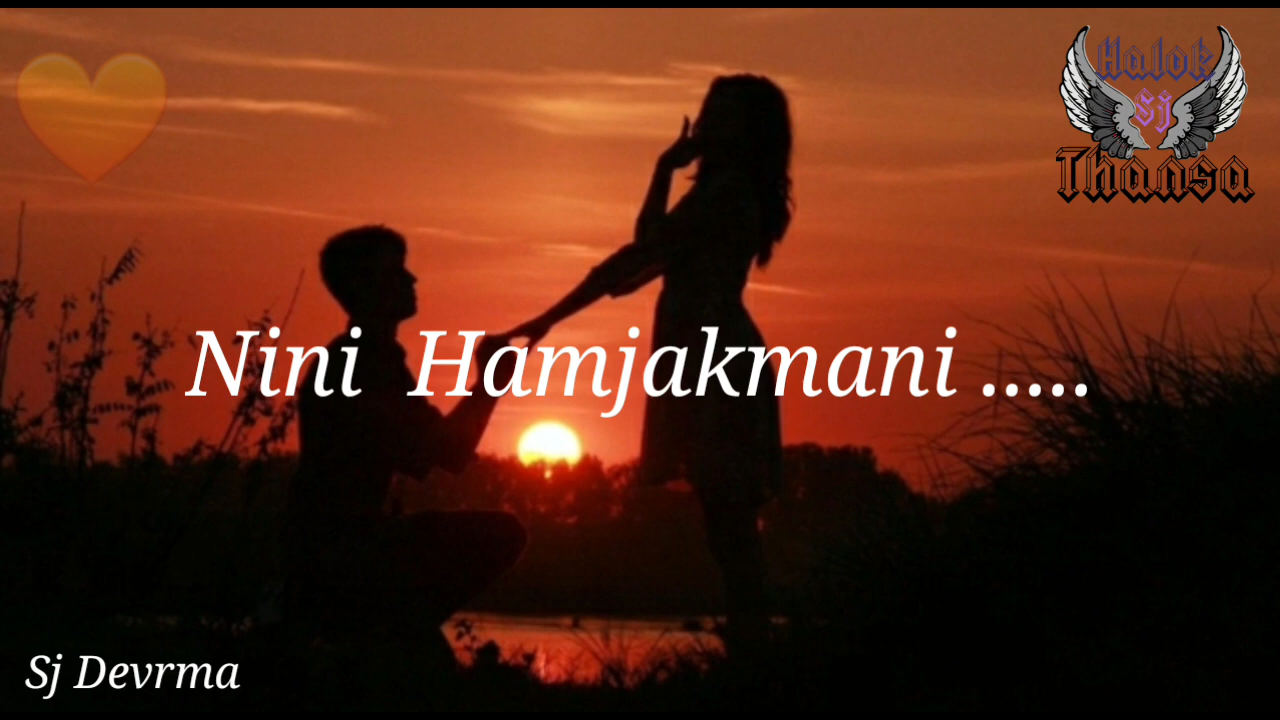 Halok
Sj
Thansa
Nini Hamjakmani .....
Sj Devrma